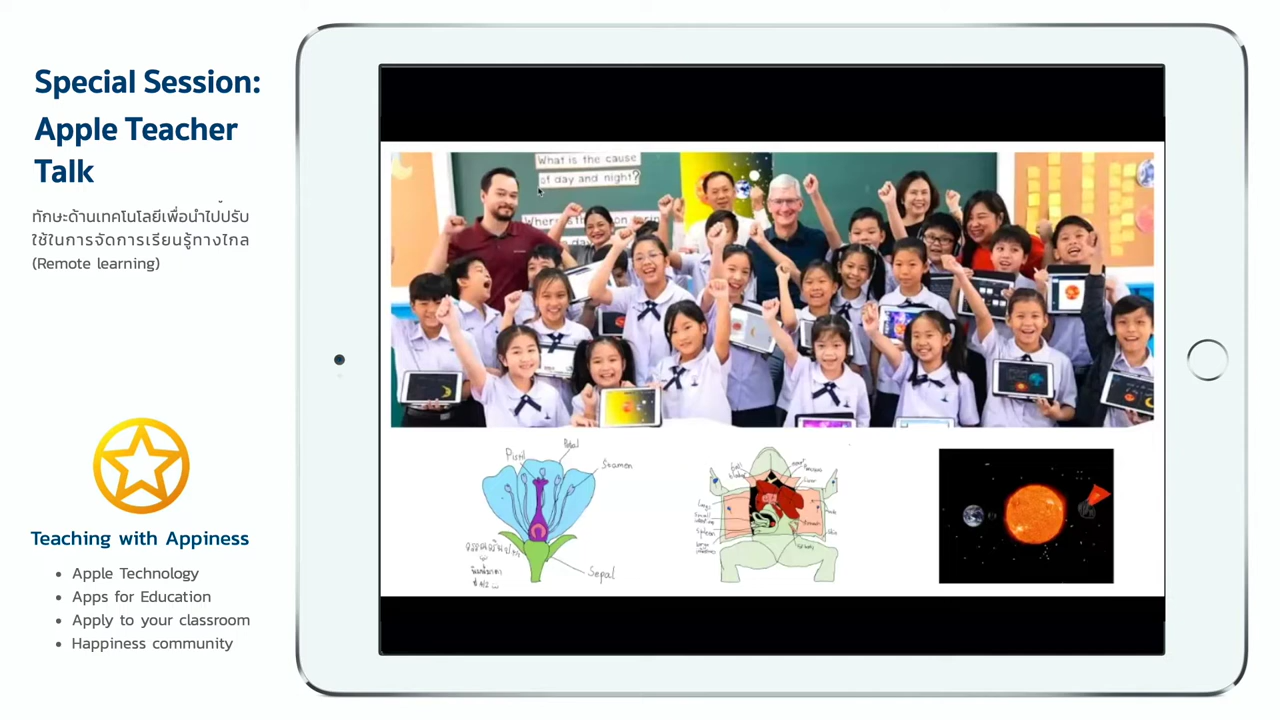 Special Session:
Apple Teacher
Talk
ทักษะด้านเทคโนโลยีเพื่อนำไปปรับ
ใช้ในการจัดการเรียนรู้ทางไกล
(Remote learning)
Teaching with Appiness
Apple Technology
Apps for Education
Apply to your classroom
Happiness community
What is the cause
of day and night?
Pistil
Petal
Stamen
Sepal
Lungs
Spleen